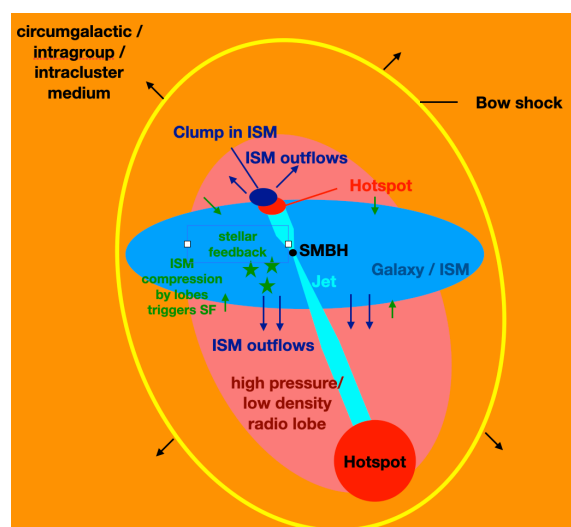 circumgalactic /
intragroup /
intracluster
medium
Bow shock
Clump in ISM
ISM outflows
Hotspot
stellar
feedback
SMBH
ISM
compression
by lobes
triggers SF
Jet
Galaxy / ISM
ISM outflows
high pressure/
low density
radio lobe
Hotspot